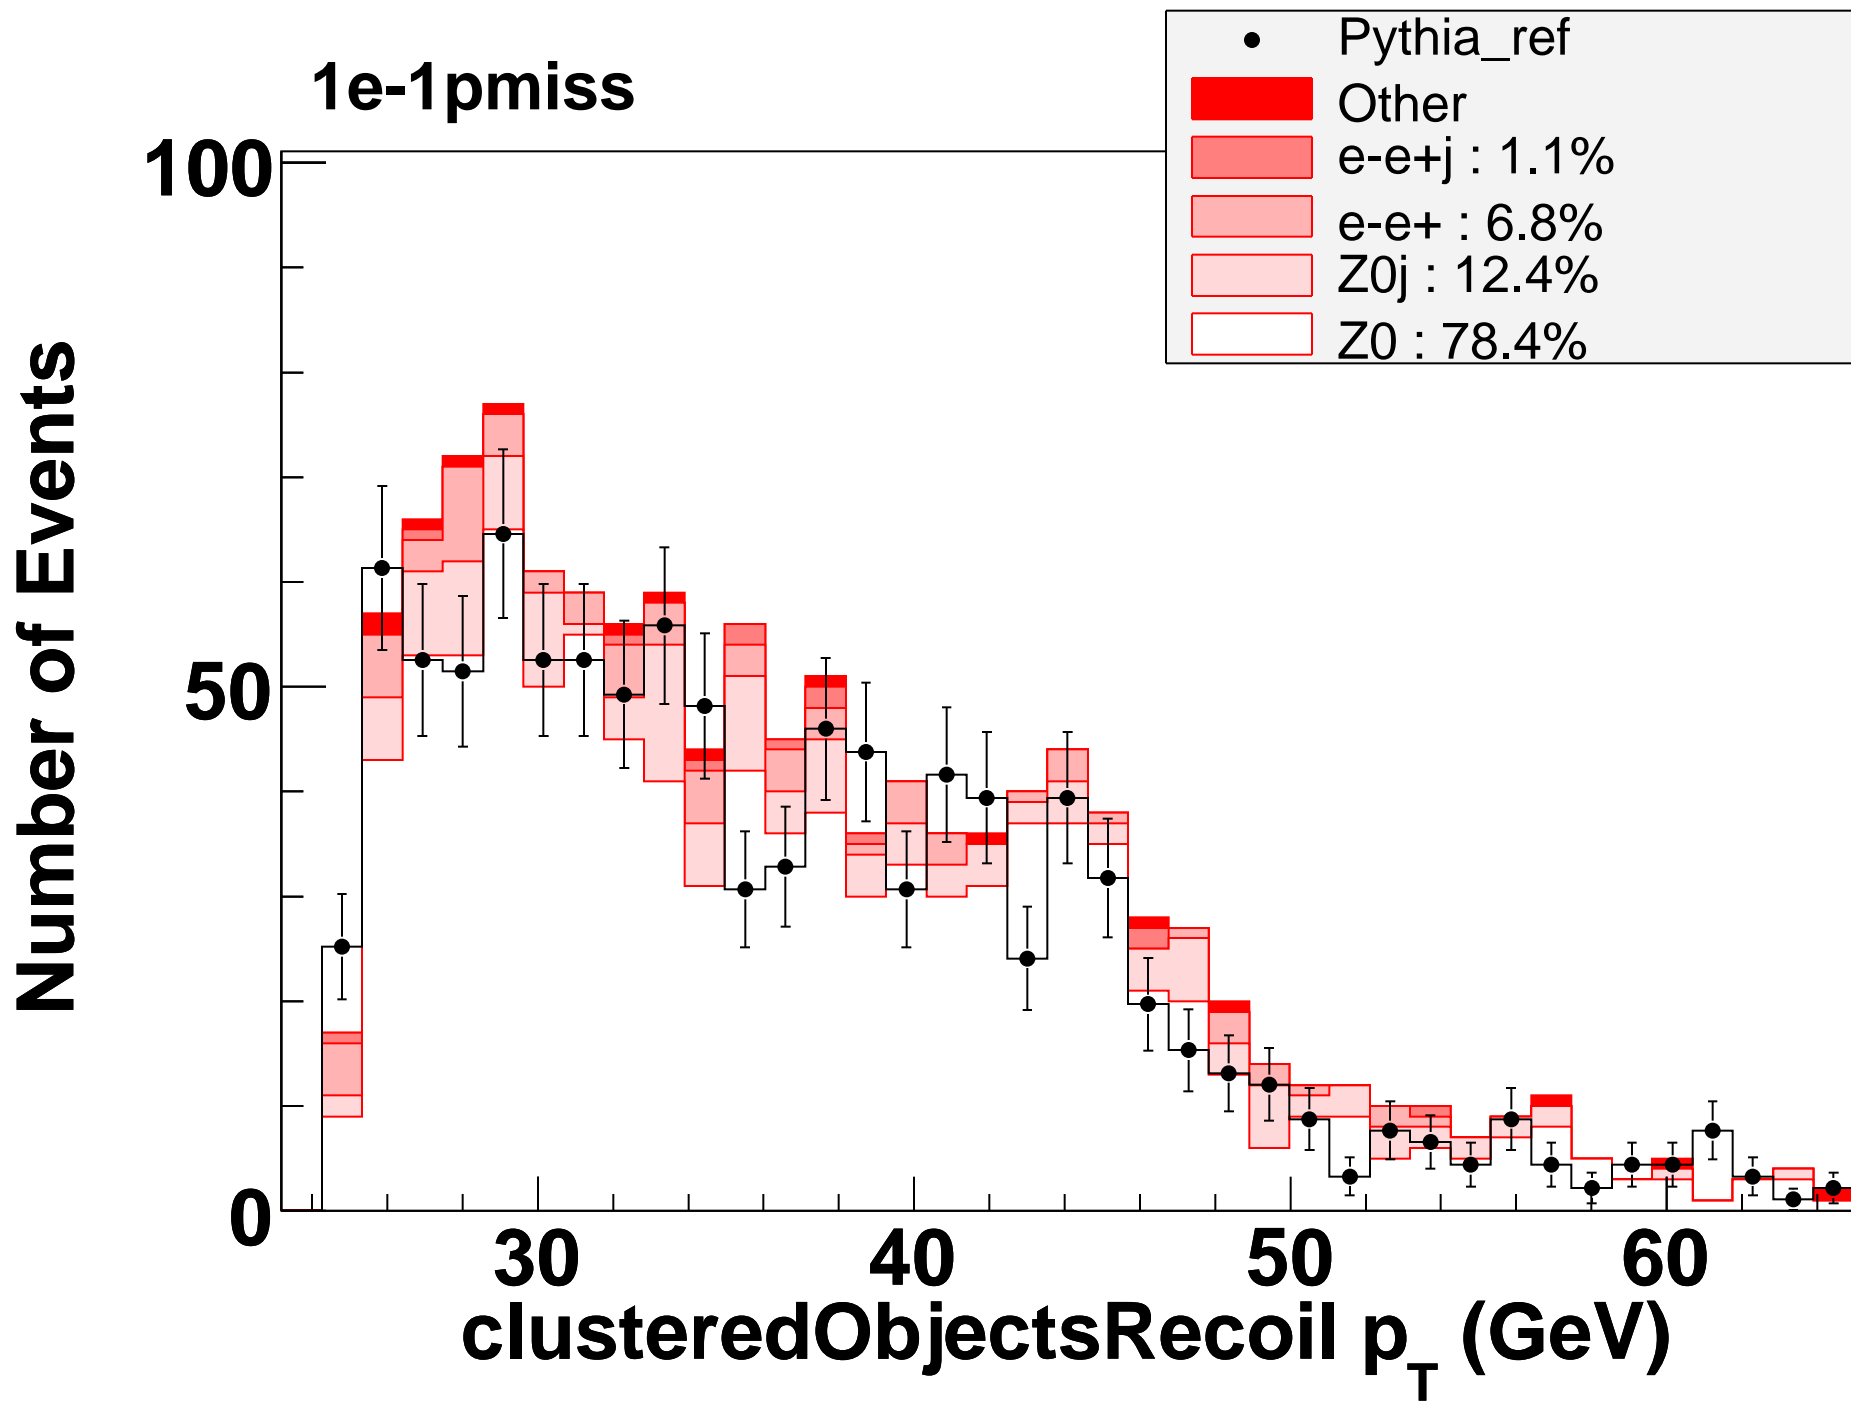 1e-1pmiss
Pythia_ref
Other
e-e+j : 1.1%
e-e+ : 6.8%
Z0j : 12.4%
Z0 : 78.4%
Number of Events
100
50
0
30 40 50 60
clusteredObjectsRecoil p_T (GeV)